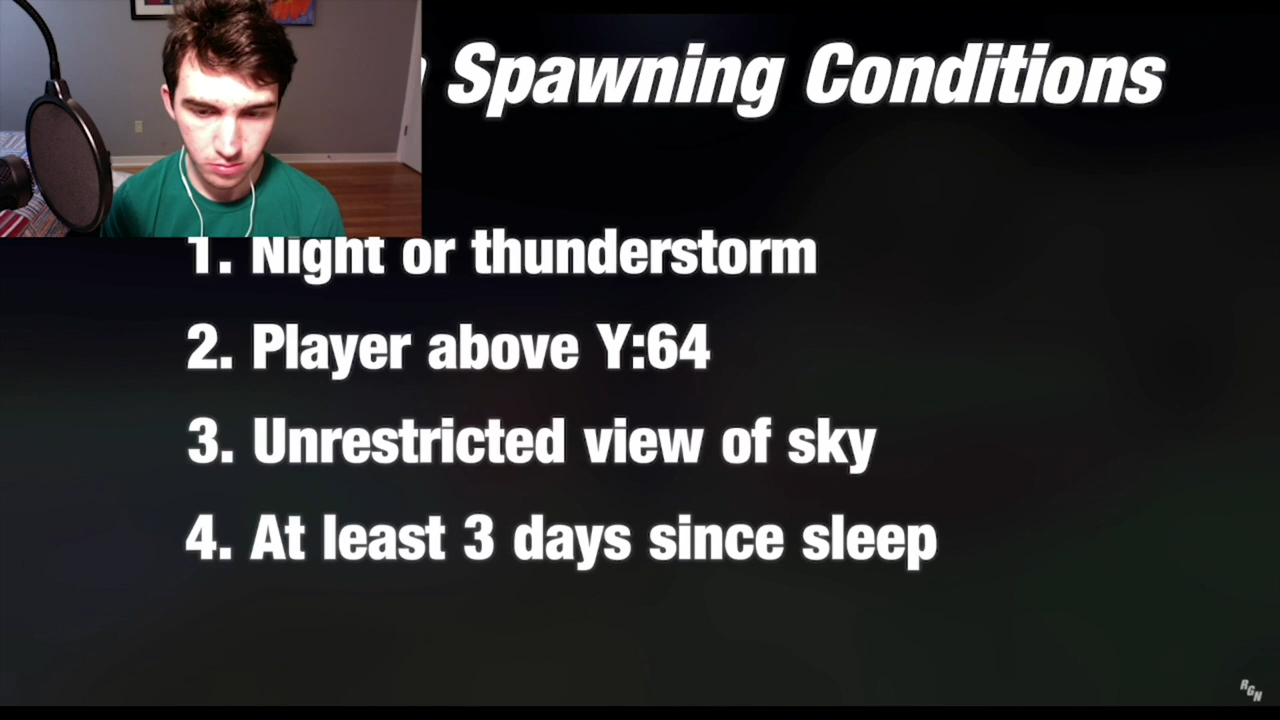 Spawning Conditions
1. Night or thunderstorm
2. Player above Y:64
3. Unrestricted view of sky
4. At least 3 days since sleep
RGN